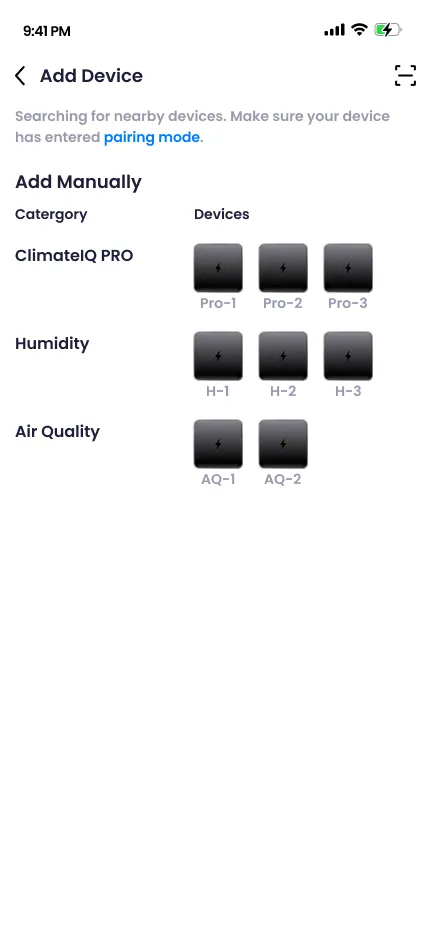 9:41 PM
Add Device
Searching for nearby devices. Make sure your device
has entered pairing mode.
Add Manually
Catergory Devices
ClimateIQ PRO
Pro-1 Pro-2 Pro-3
Humidity
H-1 H-2 H-3
Air Quality
AQ-1 AQ-2